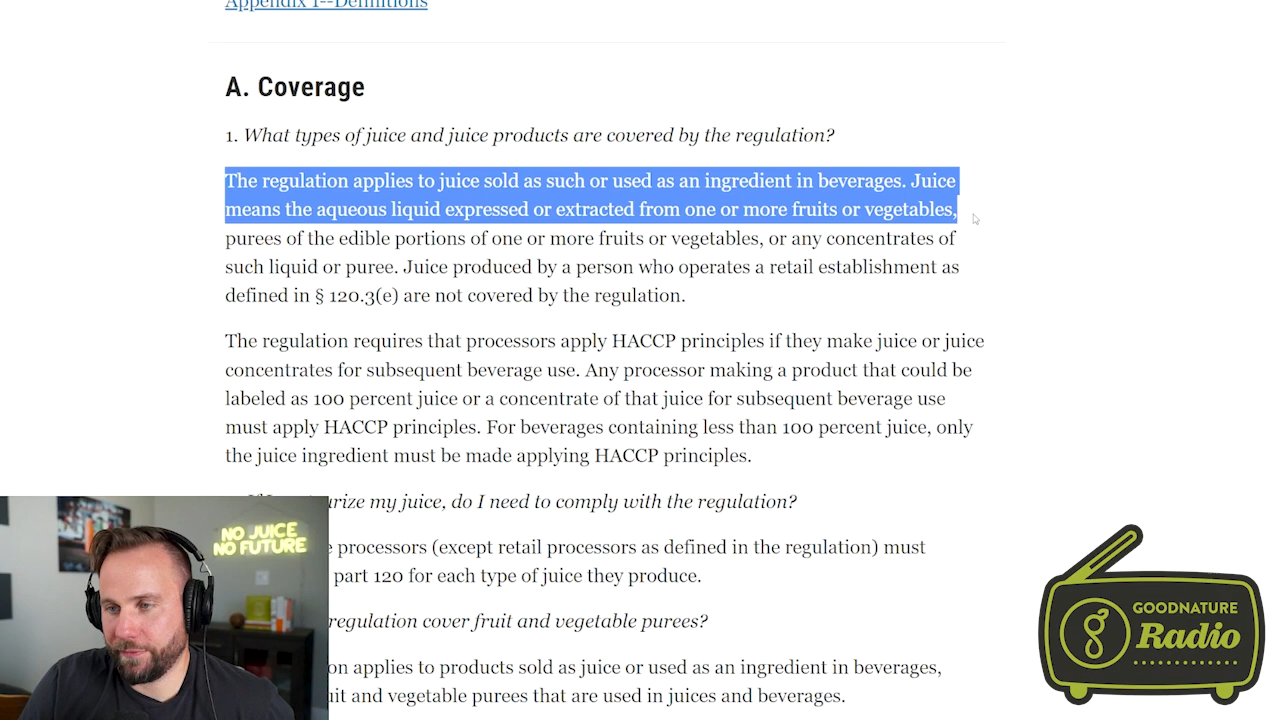 Appendix 1--Definitions
A. Coverage
1. What types of juice and juice products are covered by the regulation?
The regulation applies to juice sold as such or used as an ingredient in beverages. Juice
means the aqueous liquid expressed or extracted from one or more fruits or vegetables,
purees of the edible portions of one or more fruits or vegetables, or any concentrates of
such liquid or puree. Juice produced by a person who operates a retail establishment as
defined in § 120.3(e) are not covered by the regulation.
The regulation requires that processors apply HACCP principles if they make juice or juice
concentrates for subsequent beverage use. Any processor making a product that could be
labeled as 100 percent juice or a concentrate of that juice for subsequent beverage use
must apply HACCP principles. For beverages containing less than 100 percent juice, only
the juice ingredient must be made applying HACCP principles.
my juice, do I need to comply with the regulation?
processors (except retail processors as defined in the regulation) must
part 120 for each type of juice they produce.
regulation cover fruit and vegetable purees?
applies to products sold as juice or used as an ingredient in beverages,
and vegetable purees that are used in juices and beverages.
NO JUICE
NO FUTURE
GOODNATURE
Radio